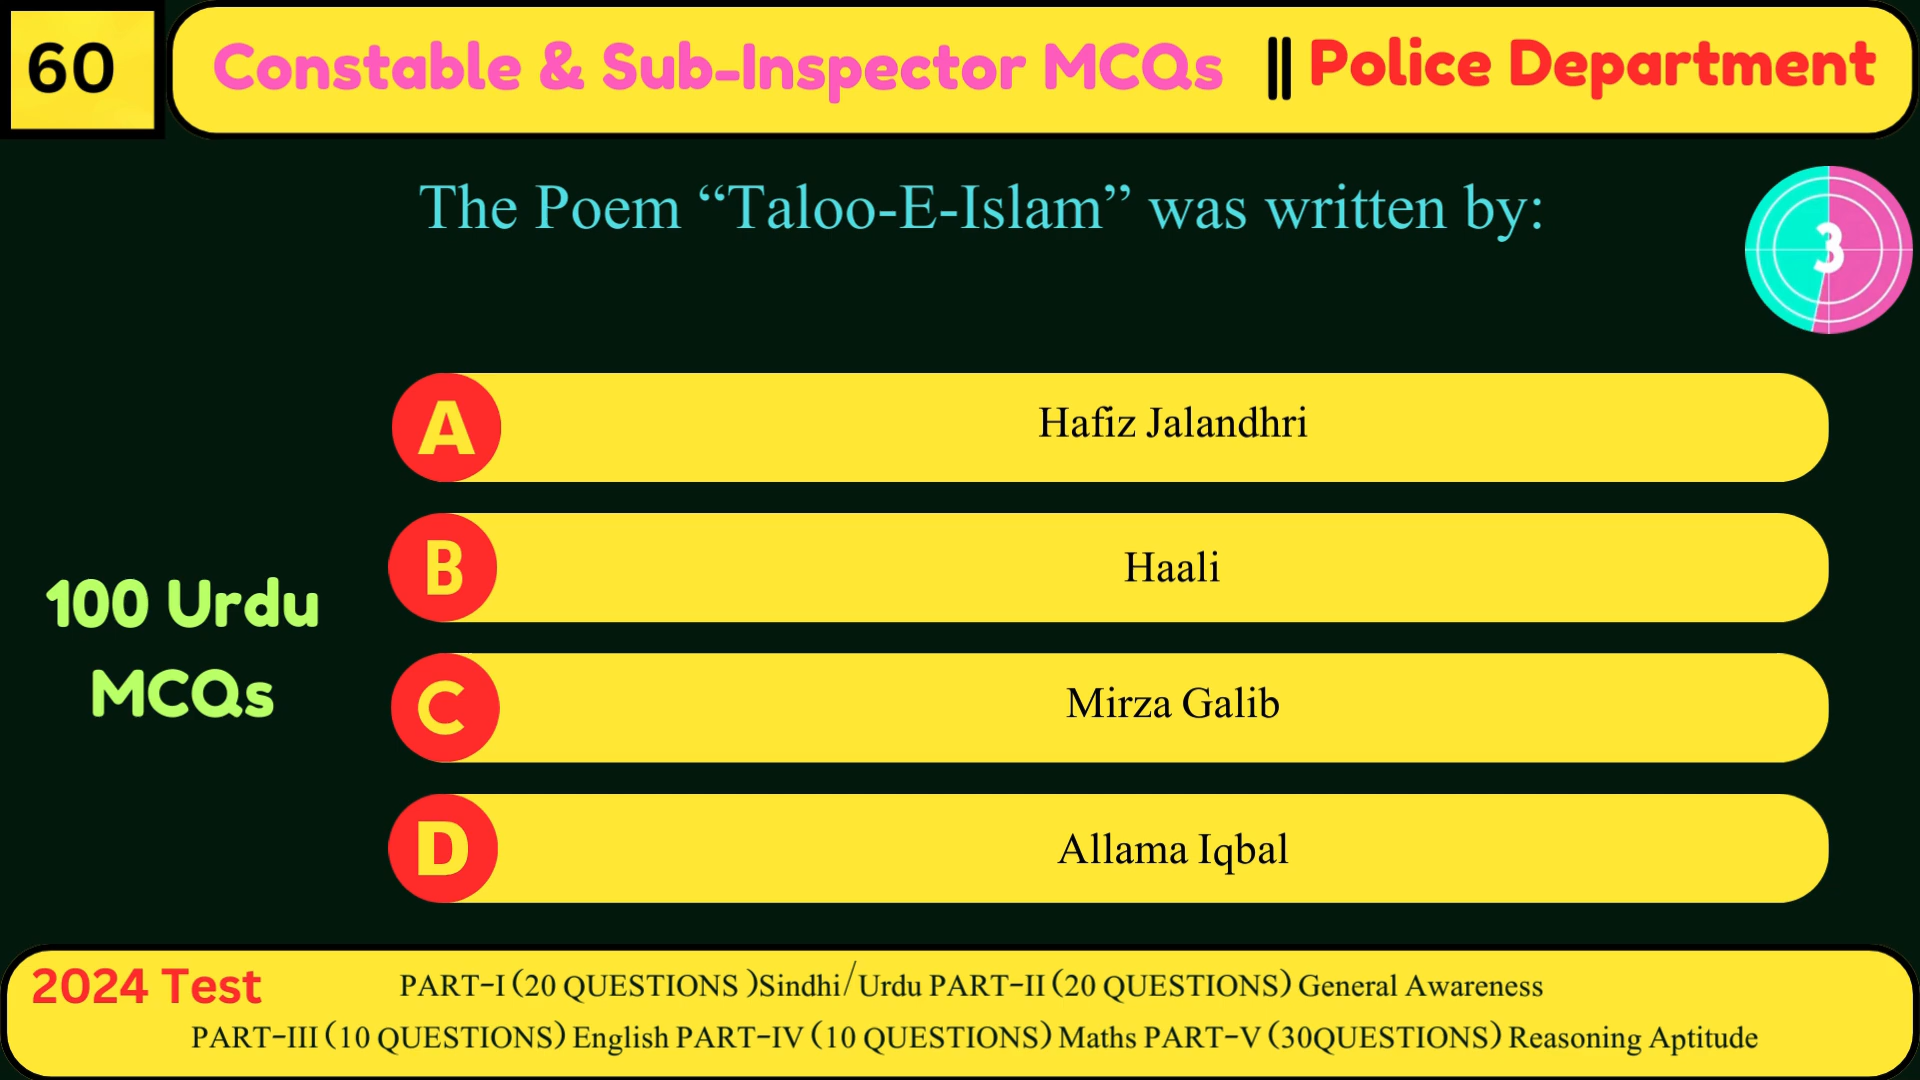 60
Constable & Sub-Inspector MCQs || Police Department
The Poem “Taloo-E-Islam” was written by:
3
A Hafiz Jalandhri
B Haali
100 Urdu
MCQs
C Mirza Galib
D Allama Iqbal
2024 Test
PART-I (20 QUESTIONS )Sindhi/Urdu PART-II (20 QUESTIONS) General Awareness
PART-III (10 QUESTIONS) English PART-IV (10 QUESTIONS) Maths PART-V (30QUESTIONS) Reasoning Aptitude